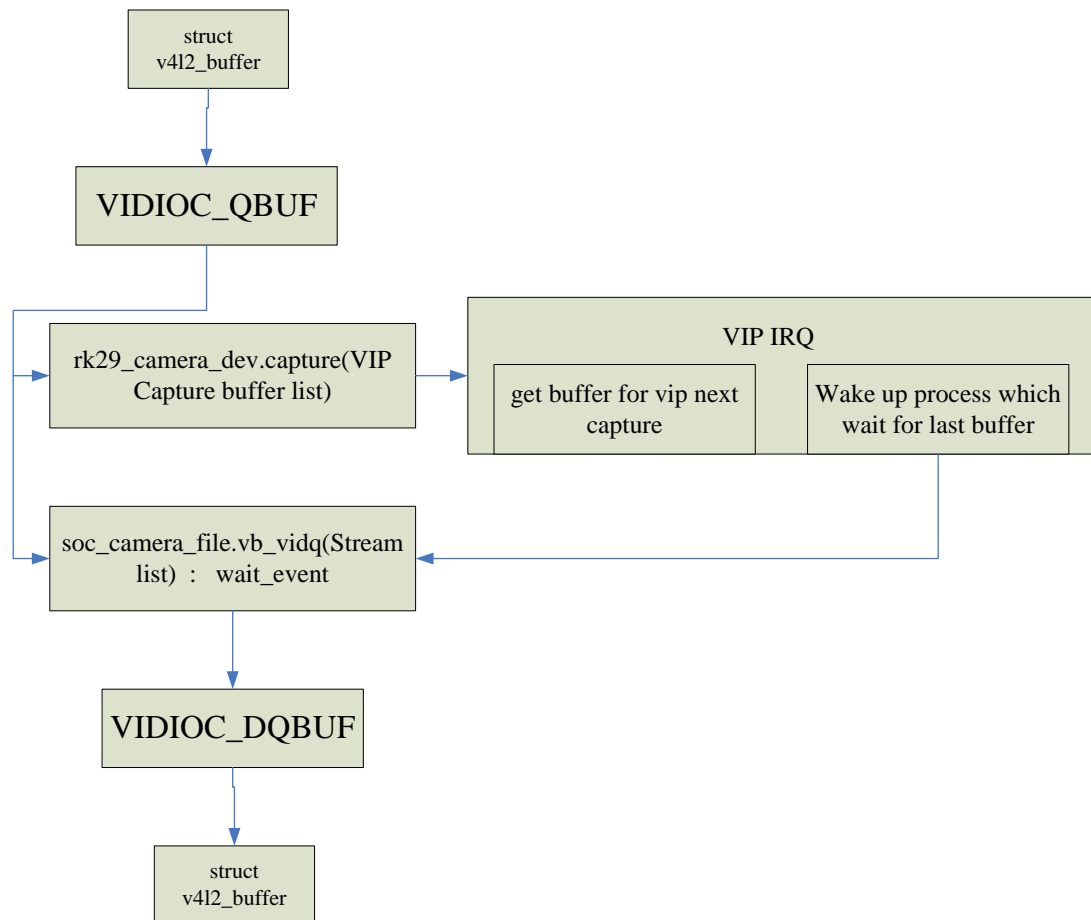 struct
v4l2_buffer
VIDIOC_QBUF
rk29_camera_dev.capture(VIP
Capture buffer list)
VIP IRQ
get buffer for vip next
capture
Wake up process which
wait for last buffer
soc_camera_file.vb_vidq(Stream
list) : wait_event
VIDIOC_DQBUF
struct
v4l2_buffer